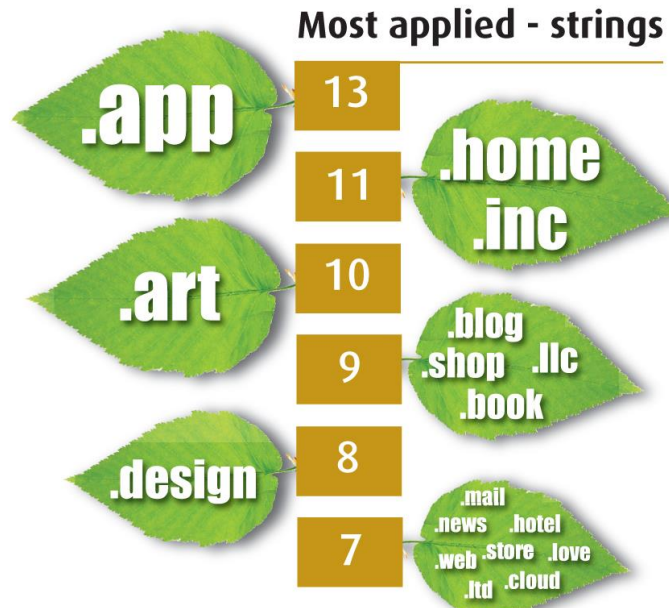 Most applied - strings
.app
13
11
.home
.inc
.art
10
9
.blog
.shop .llc
.book
.design
8
7
.mail
.news .hotel
.web .store .love
.ltd .cloud